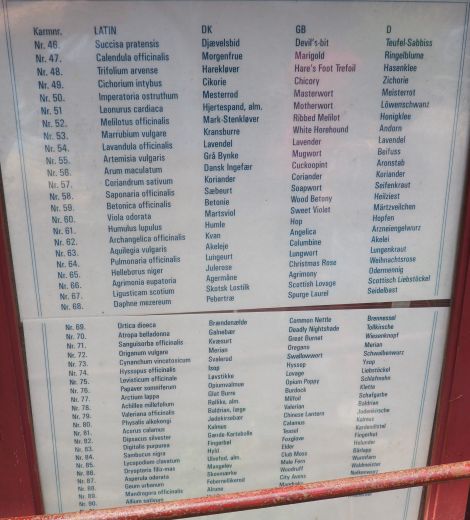 Karmnr. LATIN DK GB D
Nr. 46. Succisa pratensis Djævelsbid Devil's-bit Teufel-Sabbiss
Nr. 47. Calendula officinalis Morgenfrue Marigold Ringelbluma
Nr. 48. Trifolium arvense Harekløver Hare's Foot Trefoil Hasenklee
Nr. 49. Cichorium intybus Cikorie Chicory Zichorie
Nr. 50. Imperatoria ostruthum Mesterrod Masterwort Meisterrot
Nr. 51 Leonurus cardiaca Hjertespand, alm. Motherwort Löwenschwanz
Nr. 52. Melilotus officinalis Mark-Stenkløver Ribbed Melilot Honigklee
Nr. 53. Marrubium vulgare Kransburre White Horehound Andorn
Nr. 54. Lavandula officinalis Lavendel Lavender Lavendel
Nr. 55. Artemisia vulgaris Grå Bynke Mugwort Beifuss
Nr. 56. Arum maculatum Dansk Ingefær Cuckoopint Aronstab
Nr. 57. Coriandrum sativum Koriander Coriander Koriander
Nr. 58. Saponaria officinalis Sæbeurt Soapwort Seifenkraut
Nr. 59. Betonica officinalis Betonie Wood Betony Heilziest
Nr. 60. Viola odorata Martsviol Sweet Violet Märtzveilchen
Nr. 61. Humulus lupulus Humle Hop Hopfen
Nr. 62. Archangelica officinalis Kvan Angelica Arzneiengelwurz
Nr. 63. Aquilegia vulgaris Akeleje Columbine Akelei
Nr. 64. Pulmonaria officinalis Lungeurt Lungwort Lungenkraut
Nr. 65. Helleborus niger Julerose Christmas Rose Weihnachtsrose
Nr. 66. Agrimonia eupatoria Agermåne Agrimony Odermennig
Nr. 67. Ligusticum scotium Skotsk Lostilk Scottish Lovage Scottisch Liebstöckel
Nr. 68. Daphne mezereum Pebertræ Spurge Laurel Seidelbast
Nr. 69. Urtica dioeca Brændenælde Common Nettle Brennessel
Nr. 70. Atropa belladonna Galnebær Deadly Nightshade Tollkirsche
Nr. 71. Sanguisorba officinalis Kvæsurt Great Burnet Wiesenknopf
Nr. 72. Origanum vulgare Merian Oregano Merian
Nr. 73. Cynanchum vincatoxicum Svalerod Swallowwort Schwalbenwurz
Nr. 74. Hyssopus officinalis Isop Hyssop Ysop
Nr. 75. Levisticum officinale Løvstikke Lovage Liebstöckel
Nr. 76. Papaver somniferum Opiumvalmue Opium Poppy Schlafmohn
Nr. 77. Arctium lappa Glat Burre Burdock Klette
Nr. 78. Achillea millefolium Røllike, alm. Milfoil Schafgarbe
Nr. 79. Valeriana officinalis Baldrian, læge Valerian Baldrian
Nr. 80. Physalis alkekengi Jødekirsebær Chinese Lantern Judenkirsche
Nr. 81. Acorus calamus Kalmus Calamus Kalmus
Nr. 82. Dipsacus silvester Gærde-Kartebolle Teasel Kardendistel
Nr. 83. Digitalis purpurea Fingerbøl Foxglove Fingerhut
Nr. 84. Sambucus nigra Hyld Elder Holunder
Nr. 85. Lycopodium clavatum Ulvefod, alm. Club Moss Bärlapp
Nr. 86. Dryopteris filix-mas Mangeløv Male Fern Wurmfarn
Nr. 87. Asperula odorata Skovmærke Woodruff Waldmeister
Nr. 88. Geum urbanum Febernellikerod City Avens
Nr. 89. Mandragora officinalis Alrune
Nr. 90. Allium sativum